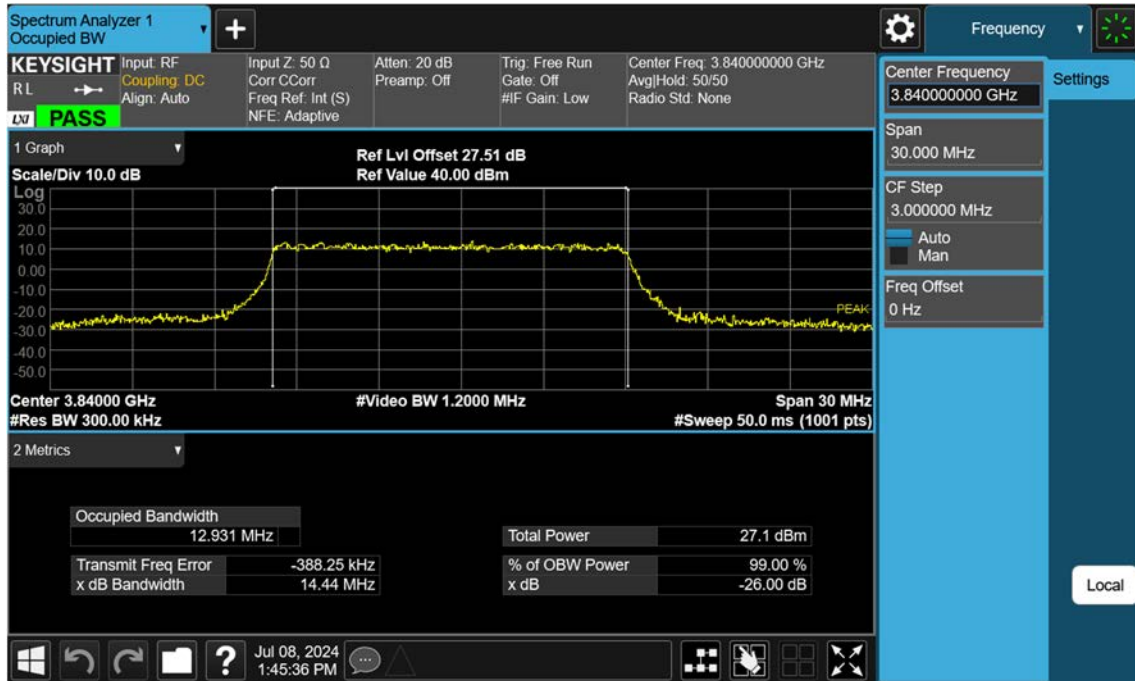 Spectrum Analyzer 1
Occupied BW
Frequency
KEYSIGHT
R L
LXI
PASS
Input: RF
Coupling: DC
Align: Auto
Input Z: 50 Ω
Corr CCorr
Freq Ref: Int (S)
NFE: Adaptive
Atten: 20 dB
Preamp: Off
Trig: Free Run
Gate: Off
#IF Gain: Low
Center Freq: 3.840000000 GHz
Avg|Hold: 50/50
Radio Std: None
1 Graph
Scale/Div 10.0 dB
Ref Lvl Offset 27.51 dB
Ref Value 40.00 dBm
Log
30.0
20.0
10.0
0.00
-10.0
-20.0
-30.0
-40.0
-50.0
PEAK
Center 3.84000 GHz
#Video BW 1.2000 MHz
Span 30 MHz
#Res BW 300.00 kHz
#Sweep 50.0 ms (1001 pts)
2 Metrics
Occupied Bandwidth
12.931 MHz
Total Power 27.1 dBm
Transmit Freq Error -388.25 kHz
% of OBW Power 99.00 %
x dB Bandwidth 14.44 MHz
x dB -26.00 dB
Center Frequency
3.840000000 GHz
Settings
Span
30.000 MHz
CF Step
3.000000 MHz
Auto
Man
Freq Offset
0 Hz
Local
?
Jul 08, 2024
1:45:36 PM